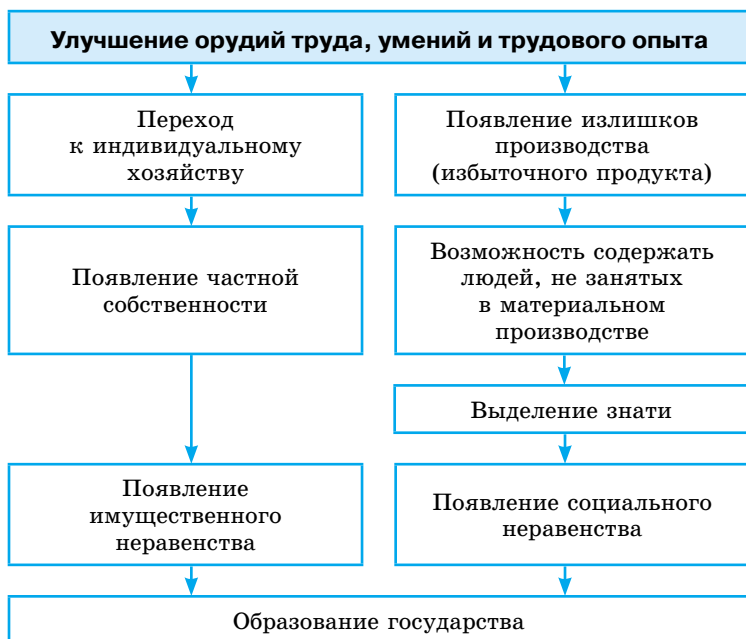 Улучшение орудий труда, умений и трудового опыта
Переход
к индивидуальному
хозяйству
Появление излишков
производства
(избыточного продукта)
Появление частной
собственности
Возможность содержать
людей, не занятых
в материальном
производстве
Выделение знати
Появление
имущественного
неравенства
Появление социального
неравенства
Образование государства